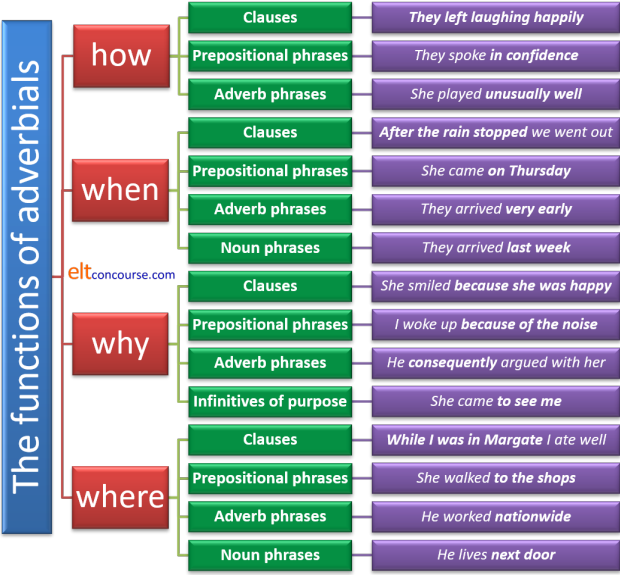 The functions of adverbials
how
Clauses
They left laughing happily
Prepositional phrases
They spoke in confidence
Adverb phrases
She played unusually well
when
Clauses
After the rain stopped we went out
Prepositional phrases
She came on Thursday
Adverb phrases
They arrived very early
Noun phrases
They arrived last week
eltconcourse.com
why
Clauses
She smiled because she was happy
Prepositional phrases
I woke up because of the noise
Adverb phrases
He consequently argued with her
Infinitives of purpose
She came to see me
where
Clauses
While I was in Margate I ate well
Prepositional phrases
She walked to the shops
Adverb phrases
He worked nationwide
Noun phrases
He lives next door